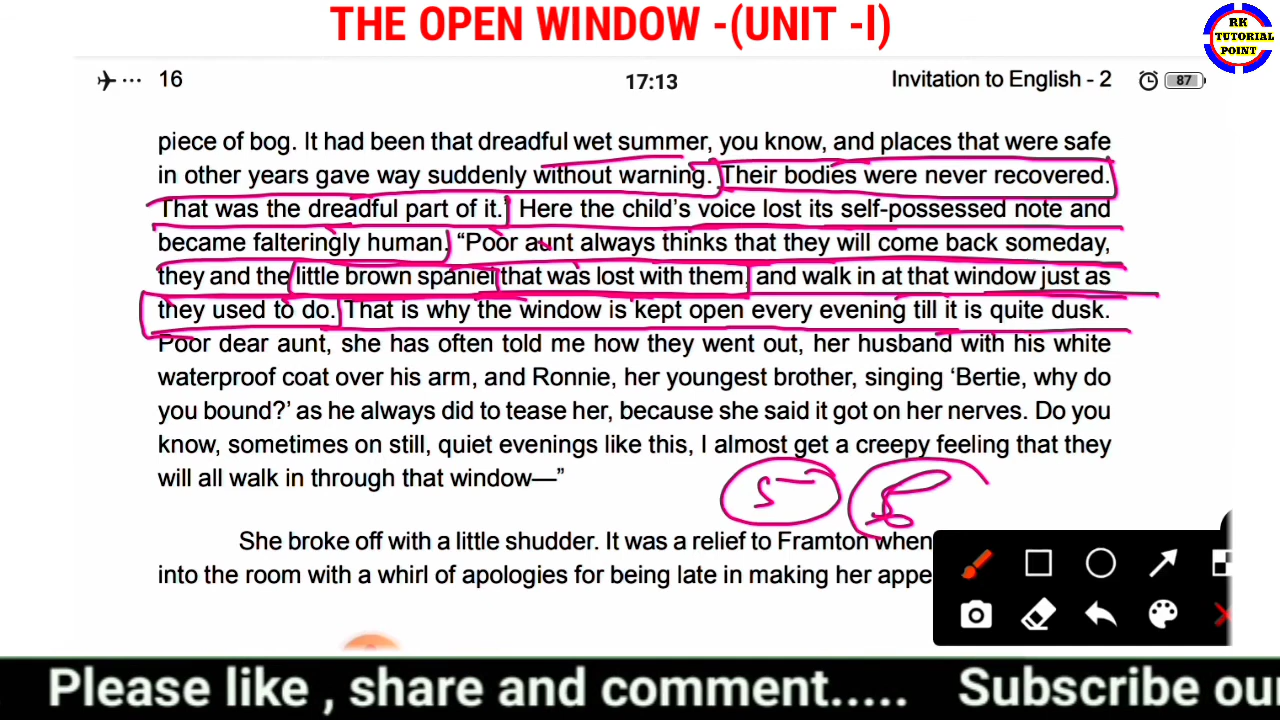 THE OPEN WINDOW -(UNIT -I)
RK
TUTORIAL
POINT
16
17:13
Invitation to English - 2
87
piece of bog. It had been that dreadful wet summer, you know, and places that were safe
in other years gave way suddenly without warning. Their bodies were never recovered.
That was the dreadful part of it.” Here the child’s voice lost its self-possessed note and
became falteringly human. “Poor aunt always thinks that they will come back someday,
they and the little brown spaniel that was lost with them, and walk in at that window just as
they used to do. That is why the window is kept open every evening till it is quite dusk.
Poor dear aunt, she has often told me how they went out, her husband with his white
waterproof coat over his arm, and Ronnie, her youngest brother, singing ‘Bertie, why do
you bound?’ as he always did to tease her, because she said it got on her nerves. Do you
know, sometimes on still, quiet evenings like this, I almost get a creepy feeling that they
will all walk in through that window—”
She broke off with a little shudder. It was a relief to Framton when
into the room with a whirl of apologies for being late in making her appe
Please like , share and comment..... Subscribe our